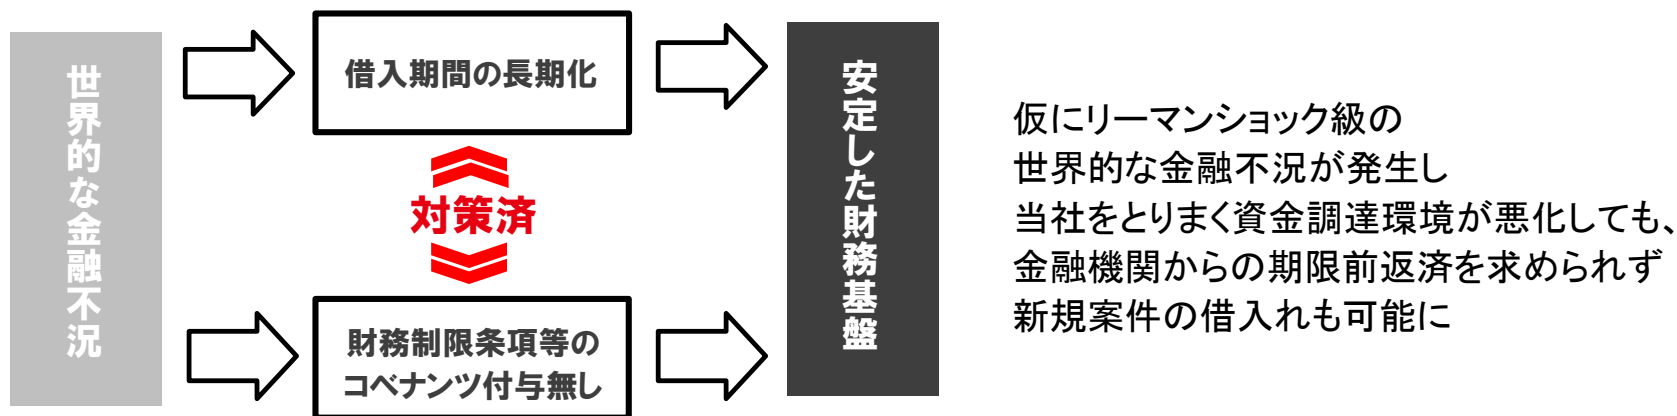 世界的な金融不況
借入期間の長期化
対策済
財務制限条項等の
コベナンツ付与無し
安定した財務基盤
仮にリーマンショック級の
世界的な金融不況が発生し
当社をとりまく資金調達環境が悪化しても、
金融機関からの期限前返済を求められず
新規案件の借入れも可能に